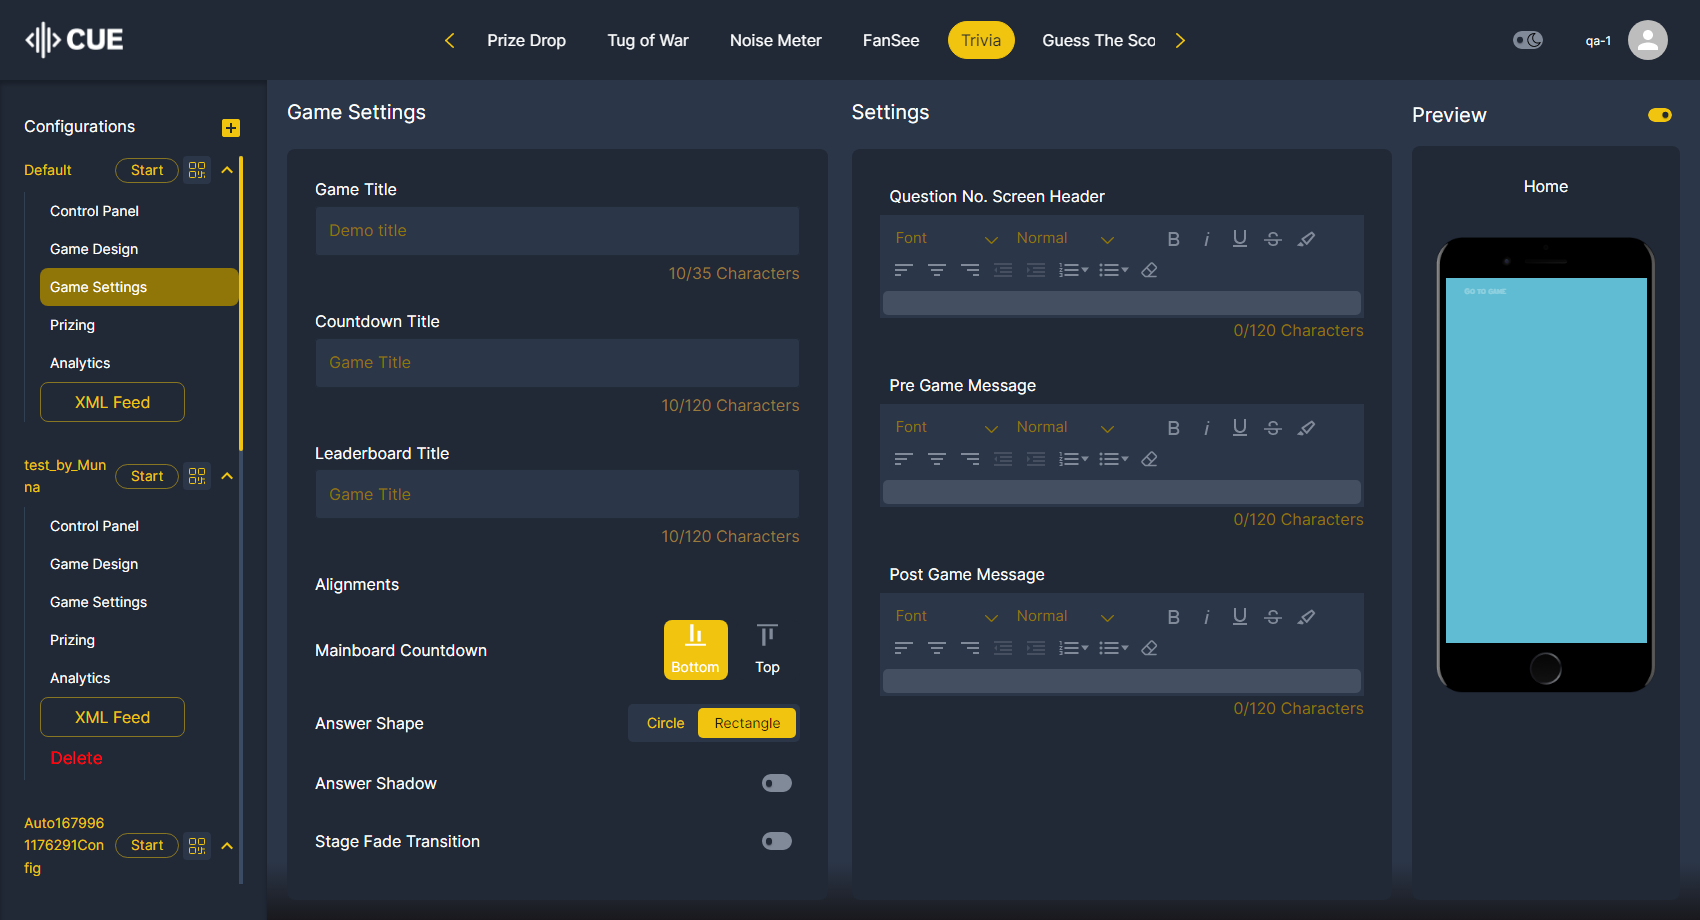 CUE
Prize Drop
Tug of War
Noise Meter
FanSee
Trivia
Guess The Sco
qa-1
Configurations
Default
Start
Control Panel
Game Design
Game Settings
Prizing
Analytics
XML Feed
test_by_Mun
na
Start
Control Panel
Game Design
Game Settings
Prizing
Analytics
XML Feed
Delete
Auto167996
1176291Con
fig
Start
Game Settings
Game Title
Demo title
10/35 Characters
Countdown Title
Game Title
10/120 Characters
Leaderboard Title
Game Title
10/120 Characters
Alignments
Mainboard Countdown
Bottom
Top
Answer Shape
Circle
Rectangle
Answer Shadow
Stage Fade Transition
Settings
Question No. Screen Header
Font
Normal
0/120 Characters
Pre Game Message
Font
Normal
0/120 Characters
Post Game Message
Font
Normal
0/120 Characters
Preview
Home
GO TO GAME